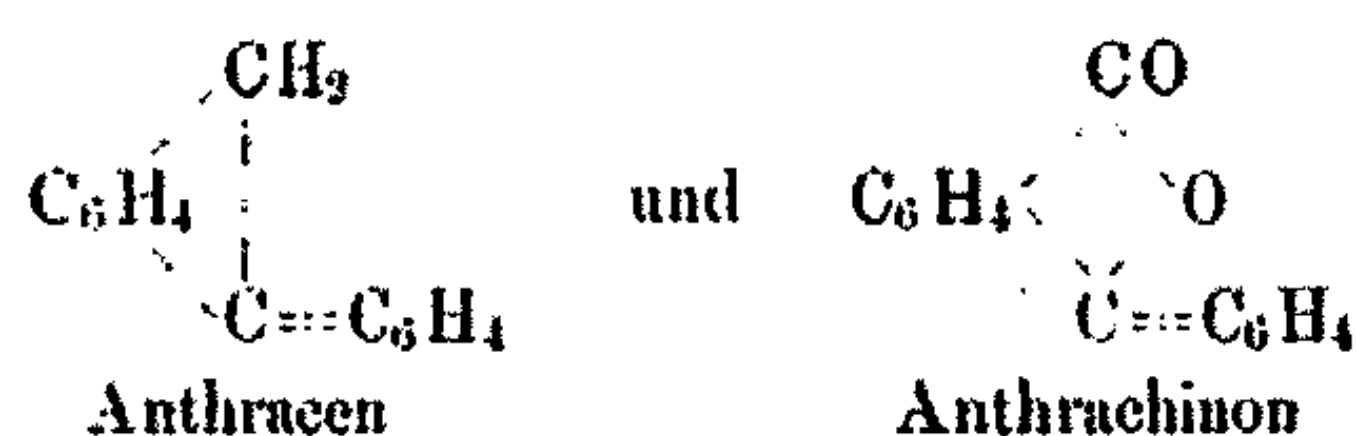 CH₂ CO
C₆H₄ und C₆H₄ O
C=C₆H₄ C=C₆H₄
Anthracen Anthrachinon